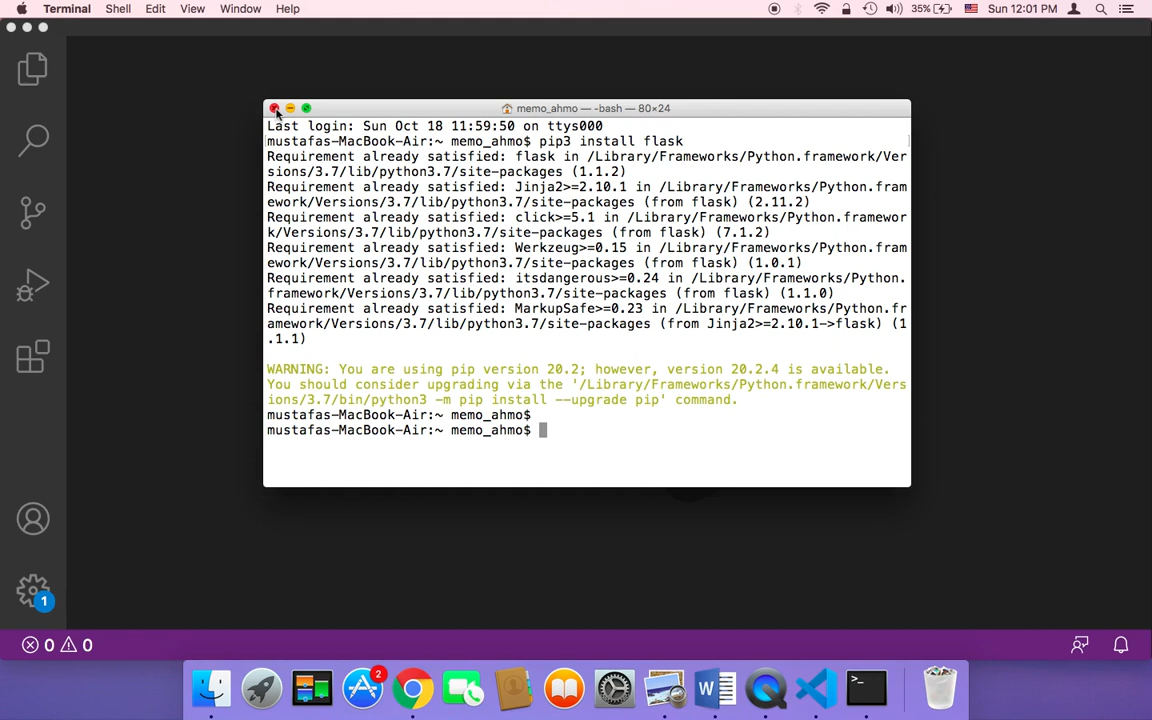 Terminal Shell Edit View Window Help 35% Sun 12:01 PM
memo_ahmo — -bash — 80×24
Last login: Sun Oct 18 11:59:50 on ttys000
mustafas-MacBook-Air:~ memo_ahmo$ pip3 install flask
Requirement already satisfied: flask in /Library/Frameworks/Python.framework/Ver
sions/3.7/lib/python3.7/site-packages (1.1.2)
Requirement already satisfied: Jinja2>=2.10.1 in /Library/Frameworks/Python.fram
ework/Versions/3.7/lib/python3.7/site-packages (from flask) (2.11.2)
Requirement already satisfied: click>=5.1 in /Library/Frameworks/Python.framewor
k/Versions/3.7/lib/python3.7/site-packages (from flask) (7.1.2)
Requirement already satisfied: Werkzeug>=0.15 in /Library/Frameworks/Python.fram
ework/Versions/3.7/lib/python3.7/site-packages (from flask) (1.0.1)
Requirement already satisfied: itsdangerous>=0.24 in /Library/Frameworks/Python.
framework/Versions/3.7/lib/python3.7/site-packages (from flask) (1.1.0)
Requirement already satisfied: MarkupSafe>=0.23 in /Library/Frameworks/Python.fr
amework/Versions/3.7/lib/python3.7/site-packages (from Jinja2>=2.10.1->flask) (1
.1.1)
WARNING: You are using pip version 20.2; however, version 20.2.4 is available.
You should consider upgrading via the '/Library/Frameworks/Python.framework/Vers
ions/3.7/bin/python3 -m pip install --upgrade pip' command.
mustafas-MacBook-Air:~ memo_ahmo$
mustafas-MacBook-Air:~ memo_ahmo$
1
0 0
2
W
>_